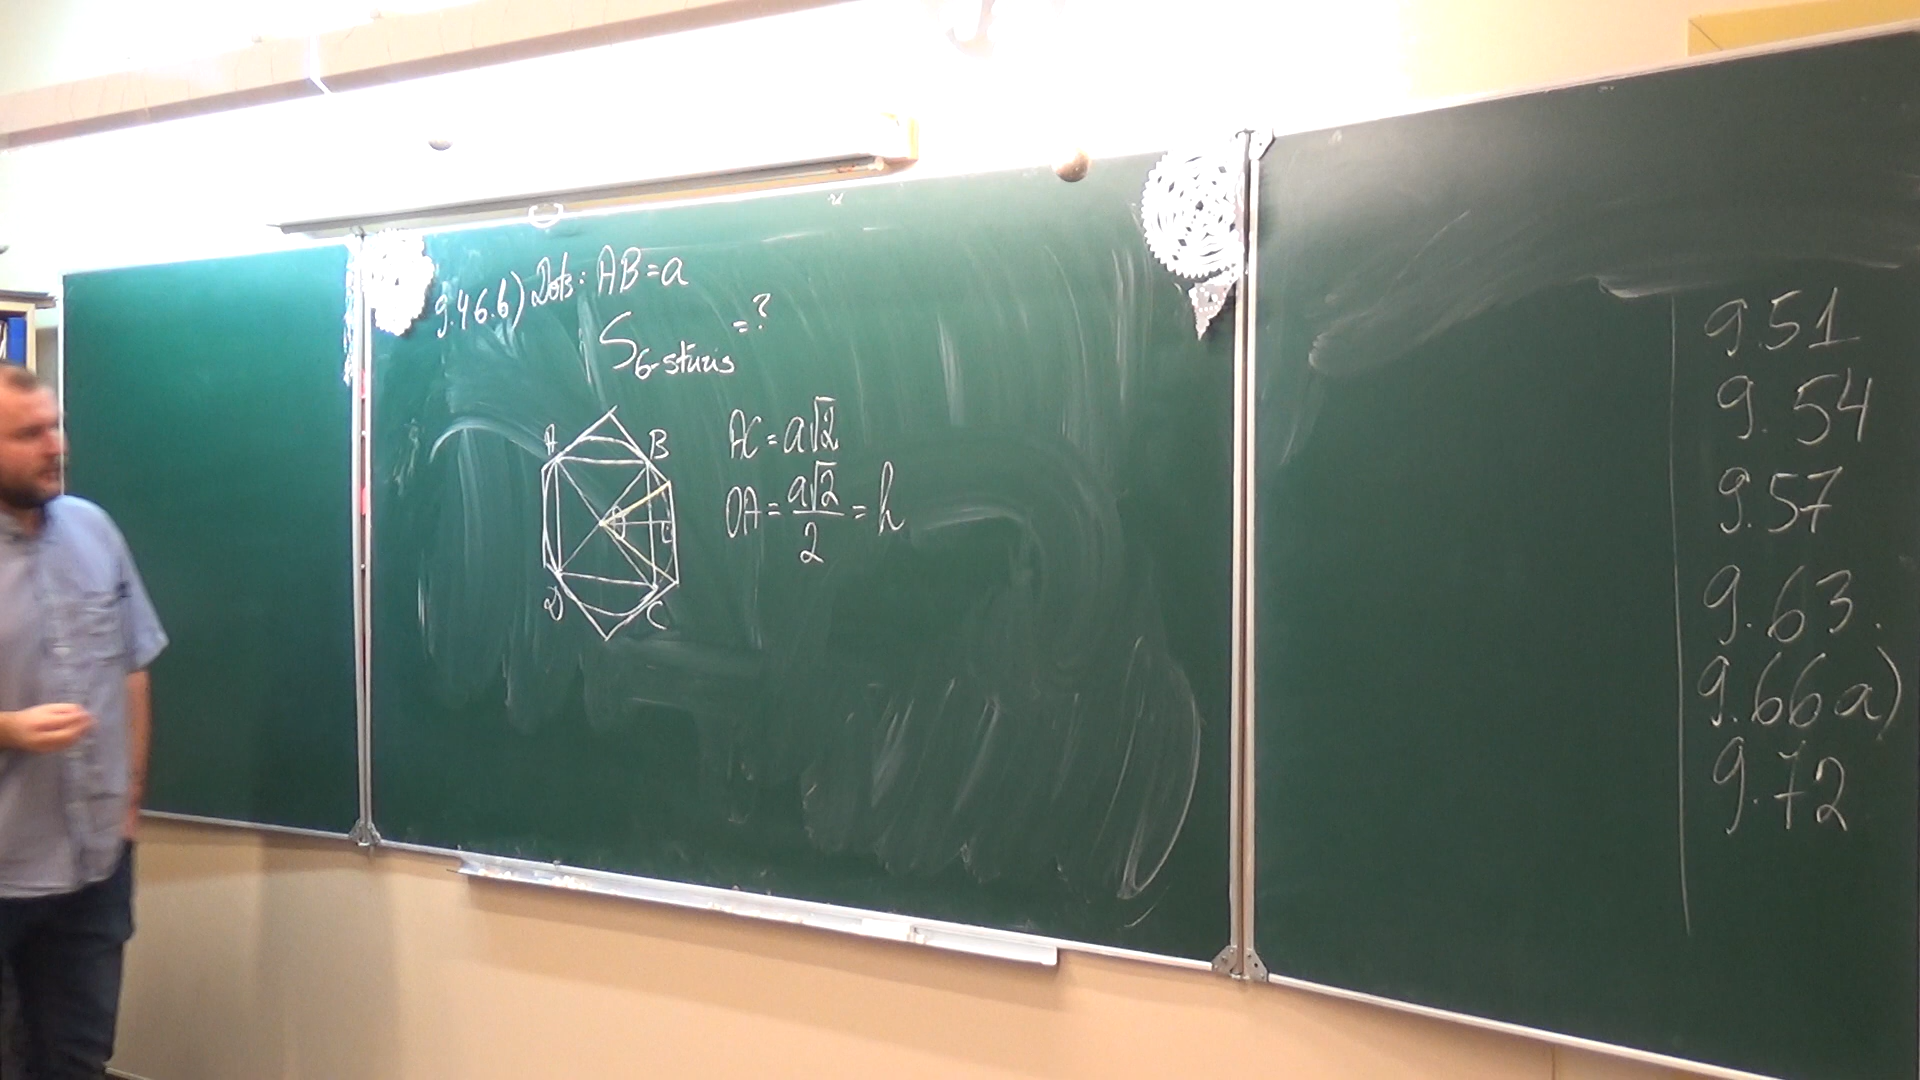 9.46.b) Dots: AB=a
S6-stūris =?
A
B
O
D
C
AC=a√2
OA=a√2/2=h
9.51
9.54
9.57
9.63.
9.66a)
9.72